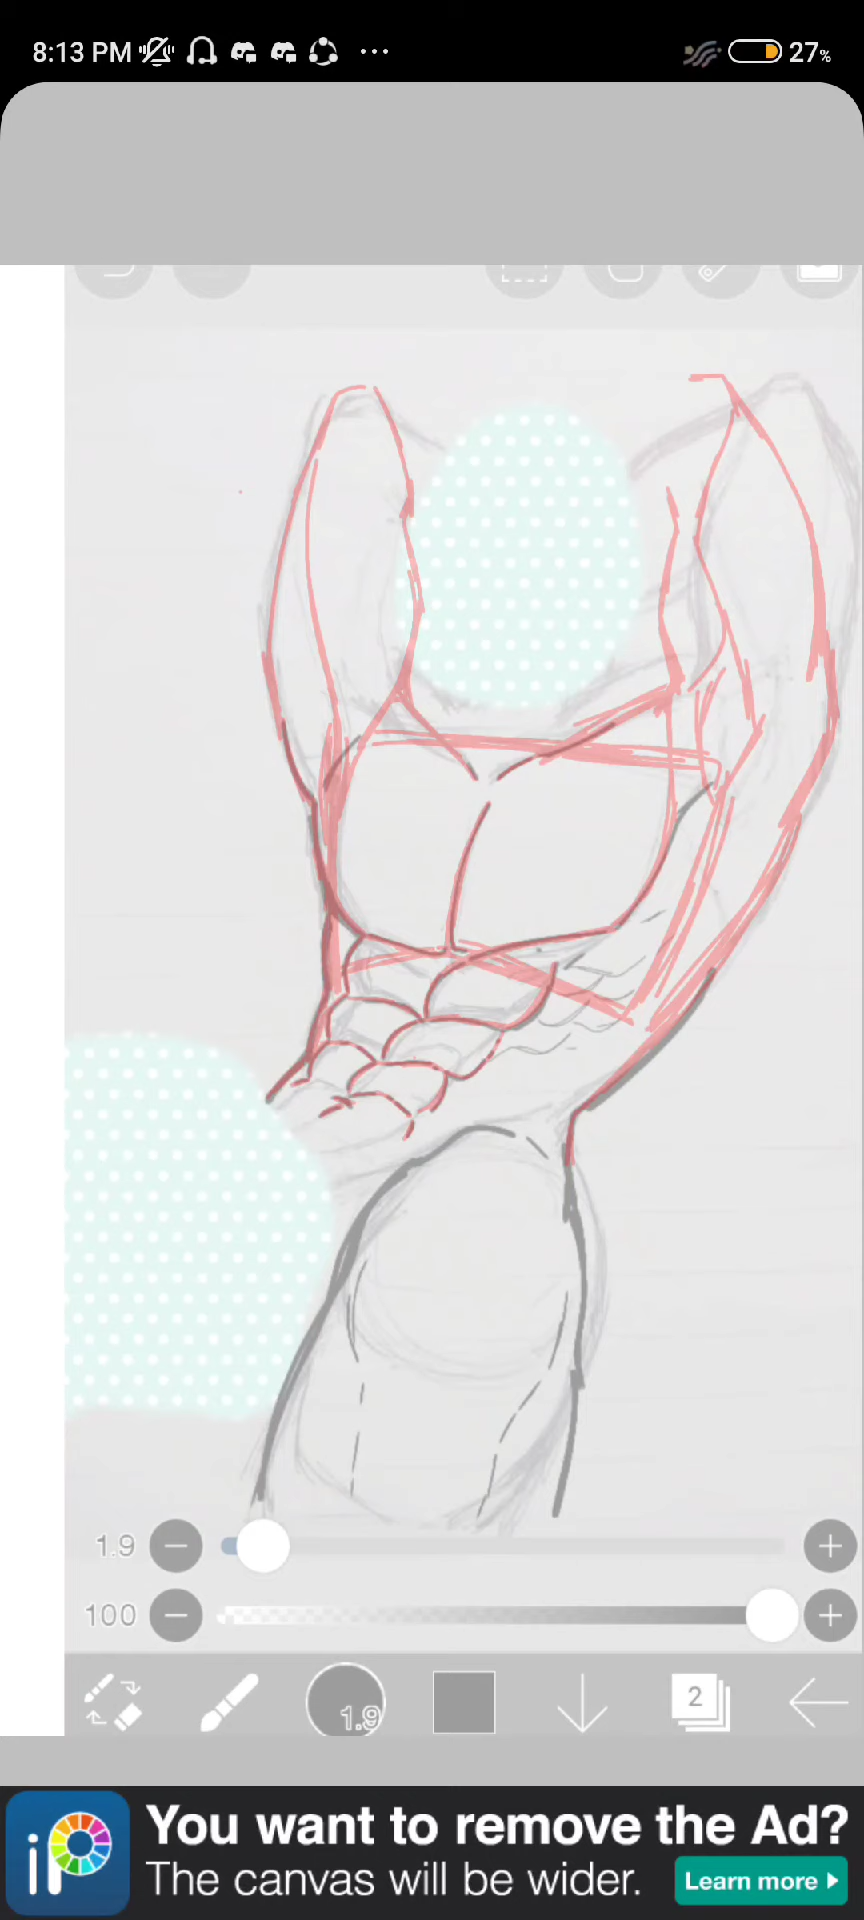 8:13 PM
27%
1.9
100
1.9
2
iP
You want to remove the Ad?
The canvas will be wider.
Learn more